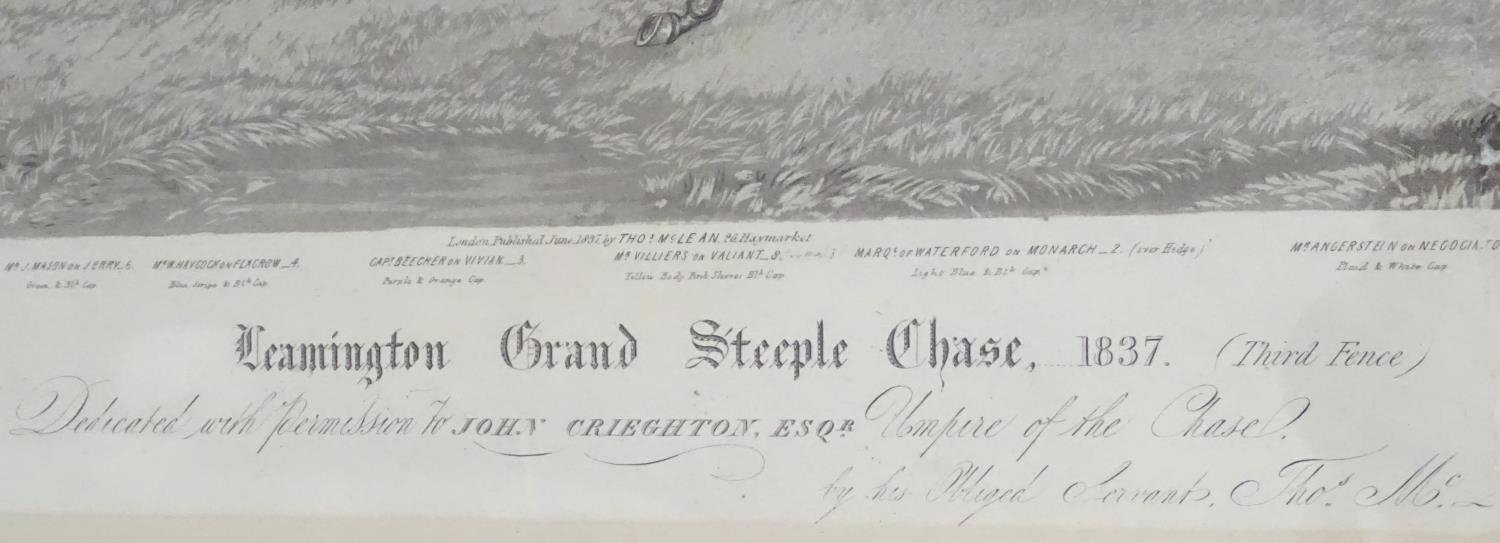 London, Published June 1837, by THOS. McLEAN, 26, Haymarket
MR. J. MASON ON JERRY_5. MR. W. HAYCOCK ON FLACROW_4. CAPT. BEECHER ON VIVIAN_3. MR VILLIERS ON VALIANT_8. MARQS. OF WATERFORD ON MONARCH_2. (over Hedge) MR ANGERSTEIN ON NEGOCIATO
Green & Blk Cap. Blue Stripe & Blk Cap. Purple & Orange Cap. Yellow Body Pink Sleeves Blk Cap. Light Blue & Blk Cap. Plaid & White Cap
Leamington Grand Steeple Chase, 1837. (Third Fence)
Dedicated with Permission To JOHN CRIEGHTON, ESQR. Umpire of the Chase.
by his Obliged Servant, Thos. Mc.